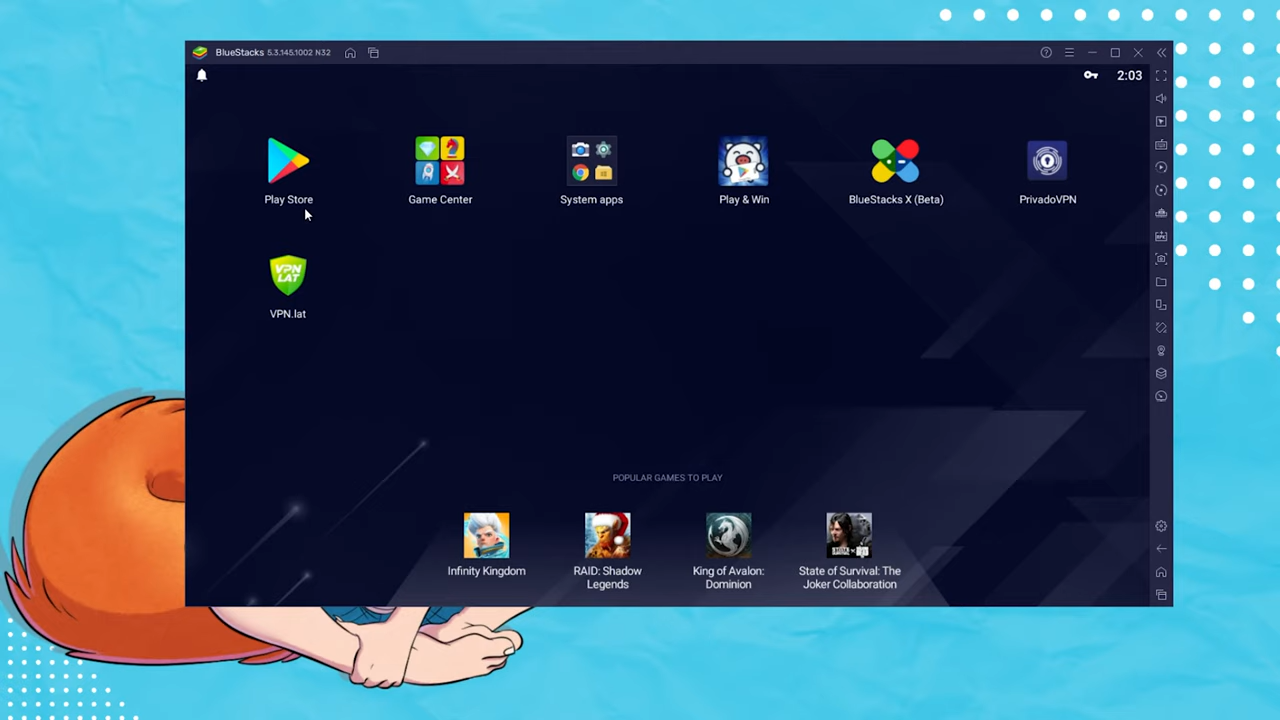 BlueStacks 5.3.145.1002 N32
2:03
Play Store
Game Center
System apps
Play & Win
BlueStacks X (Beta)
PrivadoVPN
VPN LAT
VPN.lat
POPULAR GAMES TO PLAY
Infinity Kingdom
RAID: Shadow
Legends
King of Avalon:
Dominion
State of Survival: The
Joker Collaboration